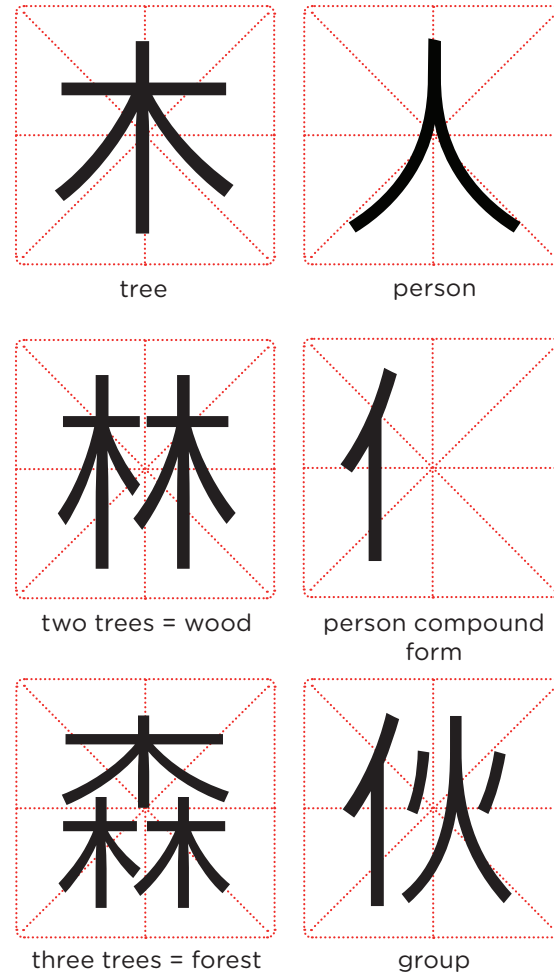 木 人
tree person
林 亻
two trees = wood person compound
form
森 伙
three trees = forest group